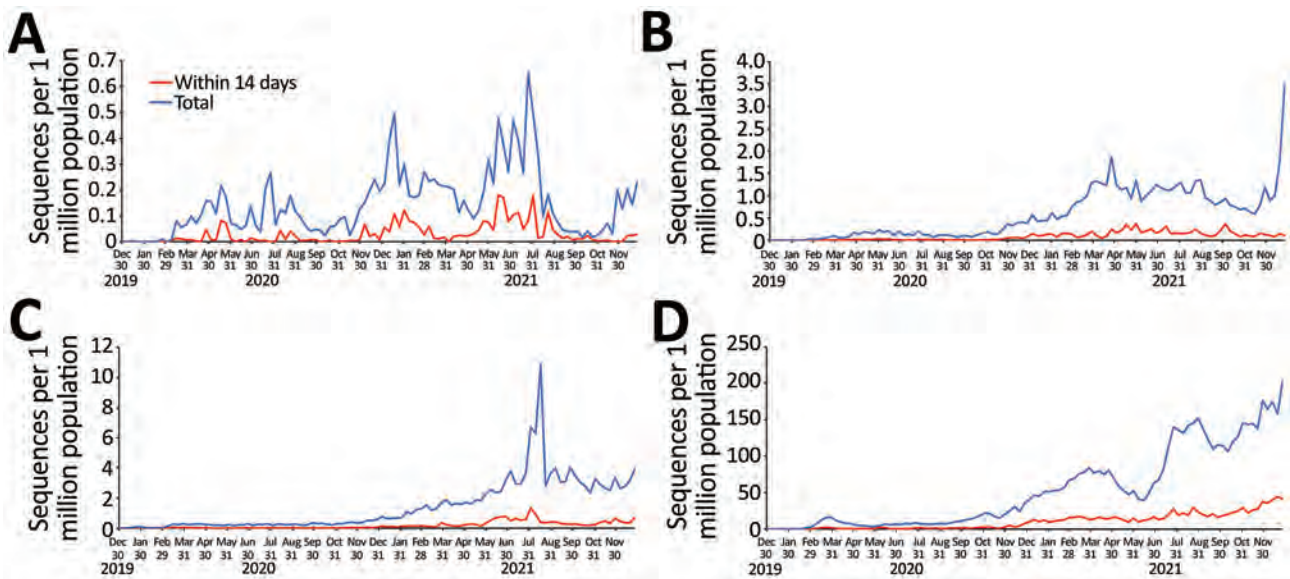 A
Sequences per 1
million population
0.7
0.6
0.5
0.4
0.3
0.2
0.1
0
Within 14 days
Total
Dec Jan Feb Mar Apr May Jun Jul Aug Sep Oct Nov Dec Jan Feb Mar Apr May Jun Jul Aug Sep Oct Nov
30 30 29 31 30 31 30 31 31 30 31 30 31 31 28 31 30 31 30 31 31 30 31 30
2019 2020 2021
B
Sequences per 1
million population
4.0
3.5
3.0
2.5
2.0
1.5
1.0
0.5
0
Dec Jan Feb Mar Apr May Jun Jul Aug Sep Oct Nov Dec Jan Feb Mar Apr May Jun Jul Aug Sep Oct Nov
30 30 29 31 30 31 30 31 31 30 31 30 31 31 28 31 30 31 30 31 31 30 31 30
2019 2020 2021
C
Sequences per 1
million population
12
10
8
6
4
2
0
Dec Jan Feb Mar Apr May Jun Jul Aug Sep Oct Nov Dec Jan Feb Mar Apr May Jun Jul Aug Sep Oct Nov
30 30 29 31 30 31 30 31 31 30 31 30 31 31 28 31 30 31 30 31 31 30 31 30
2019 2020 2021
D
Sequences per 1
million population
250
200
150
100
50
0
Dec Jan Feb Mar Apr May Jun Jul Aug Sep Oct Nov Dec Jan Feb Mar Apr May Jun Jul Aug Sep Oct Nov
30 30 29 31 30 31 30 31 31 30 31 30 31 31 28 31 30 31 30 31 31 30 31 30
2019 2020 2021